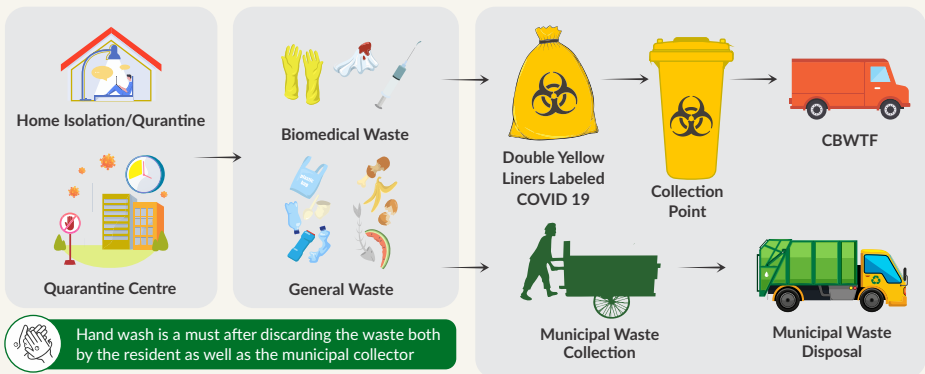 Home Isolation/Qurantine
Quarantine Centre
Biomedical Waste
General Waste
Double Yellow
Liners Labeled
COVID 19
Collection
Point
CBWTF
Municipal Waste
Collection
Municipal Waste
Disposal
Hand wash is a must after discarding the waste both
by the resident as well as the municipal collector